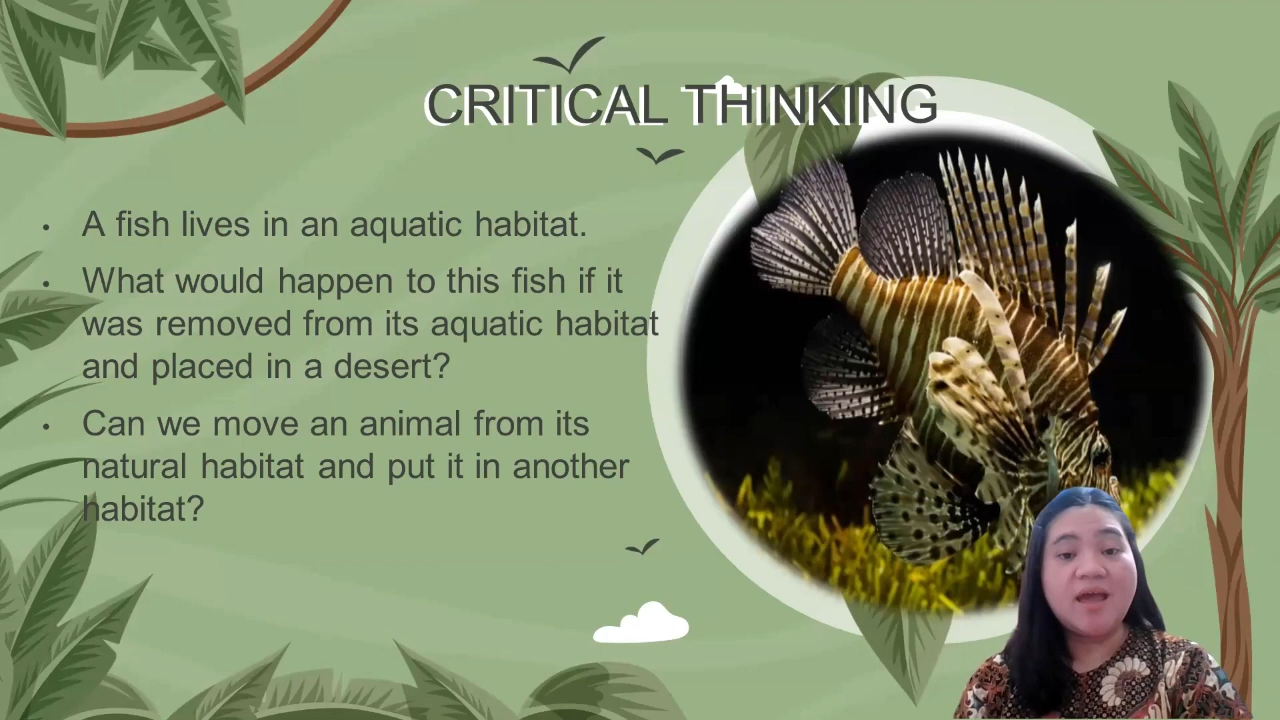 CRITICAL THINKING
• A fish lives in an aquatic habitat.
• What would happen to this fish if it
was removed from its aquatic habitat
and placed in a desert?
• Can we move an animal from its
natural habitat and put it in another
habitat?